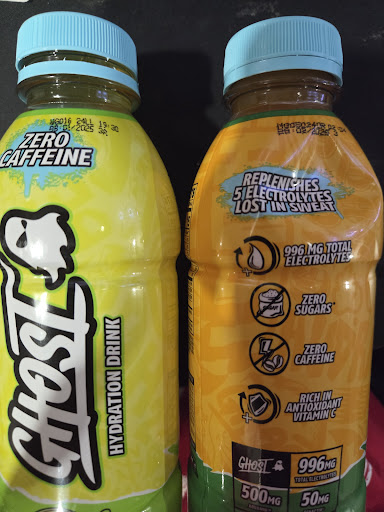 ZERO
CAFFEINE
GHOST
HYDRATION DRINK
REPLENISHES
5 ELECTROLYTES
LOST IN SWEAT
996 MG TOTAL
ELECTROLYTES
ZERO
SUGARS*
ZERO
CAFFEINE
RICH IN
ANTIOXIDANT
VITAMIN C
GHOST
996MG
TOTAL ELECTROLYTES
500MG
50MG